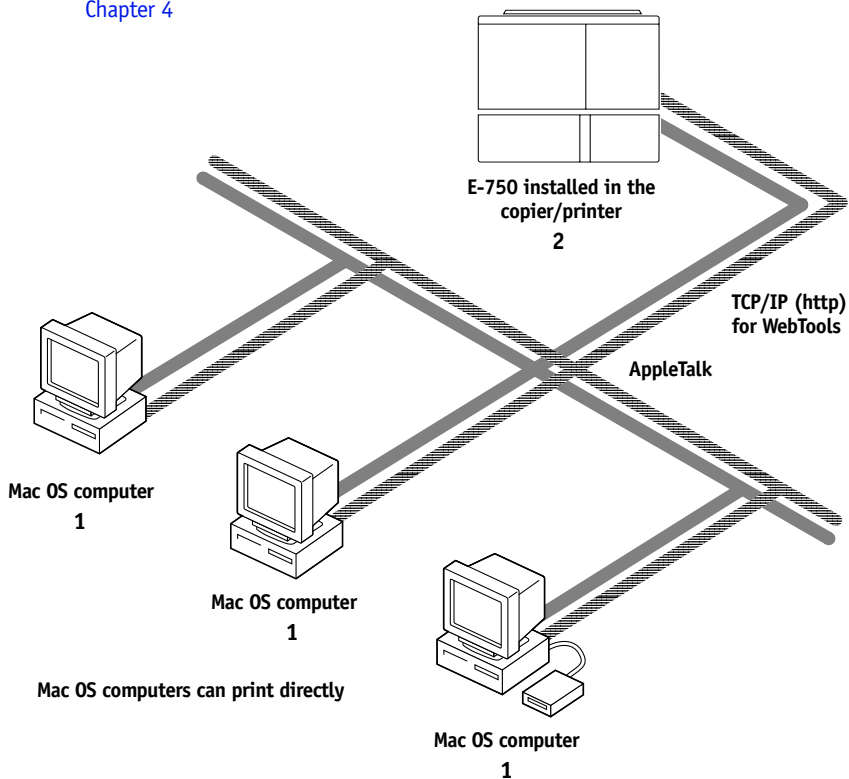 Chapter 4
E-750 installed in the
copier/printer
2
TCP/IP (http)
for WebTools
AppleTalk
Mac OS computer
1
Mac OS computer
1
Mac OS computers can print directly
Mac OS computer
1